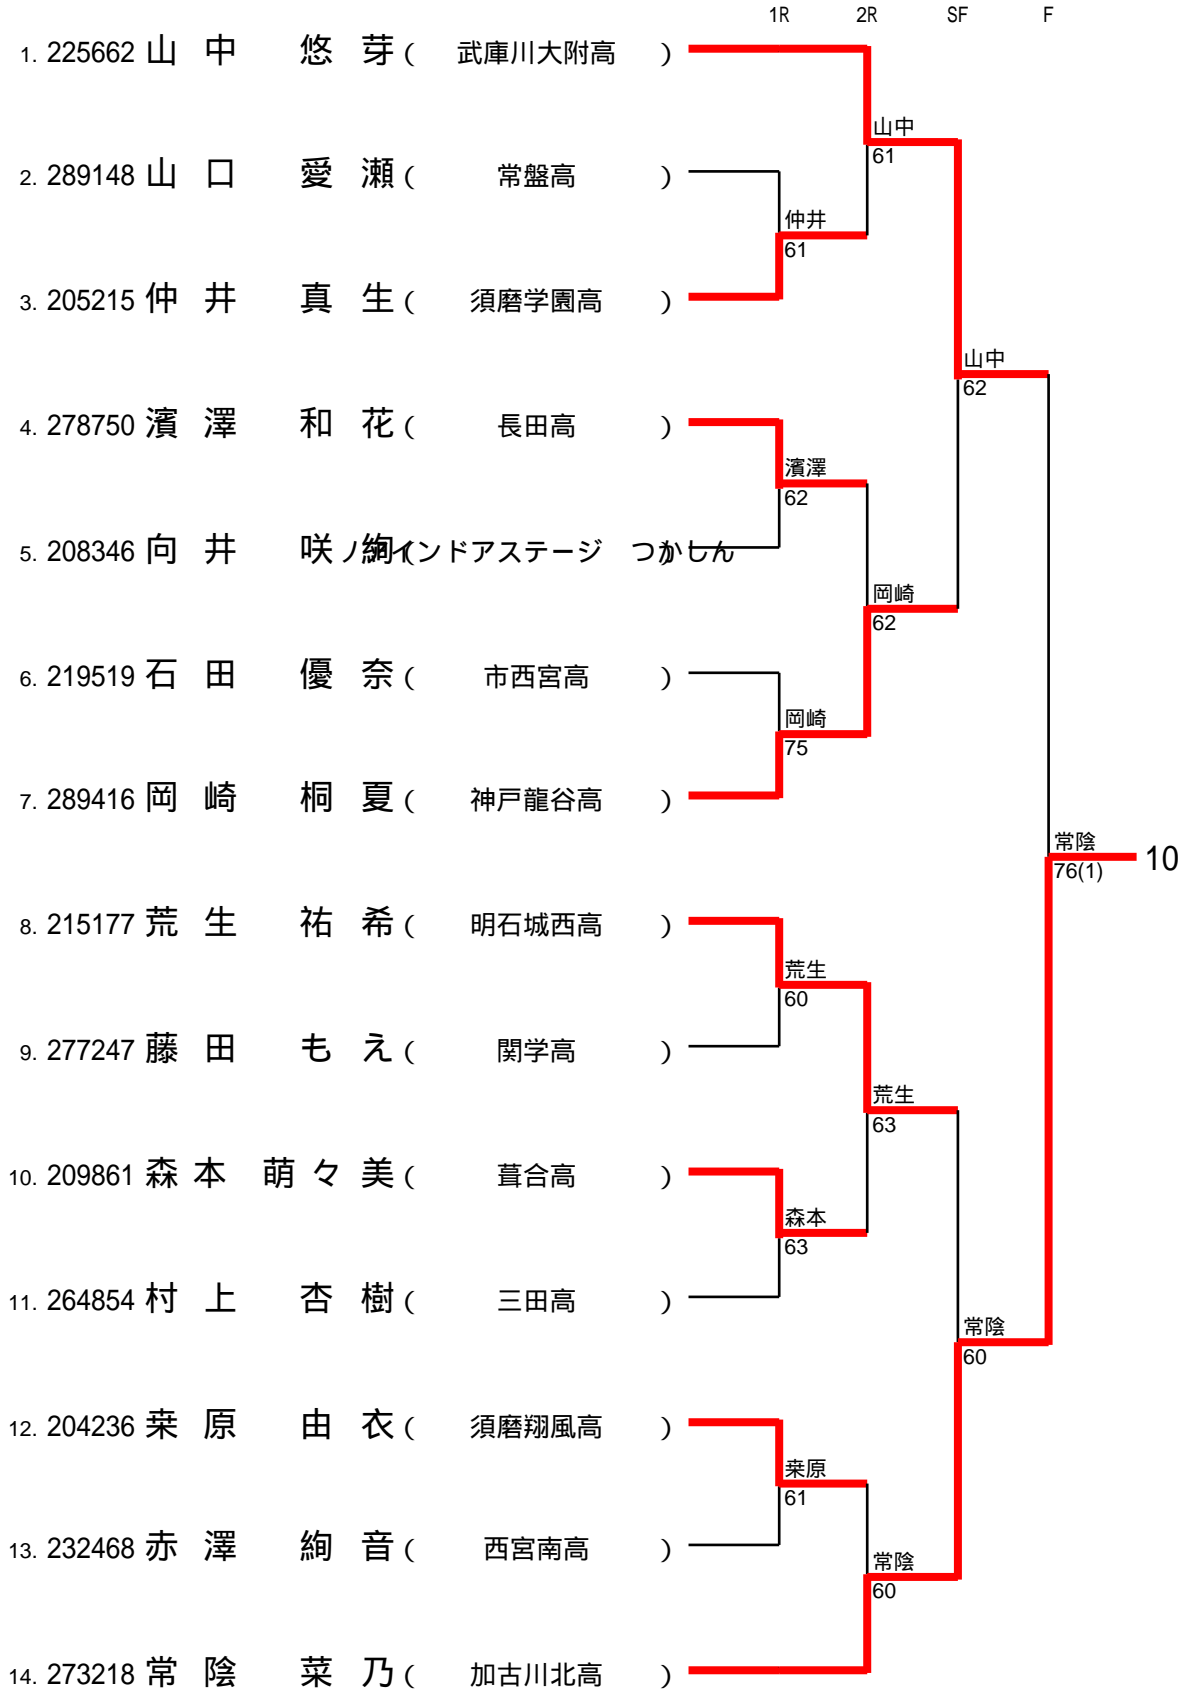 1R 2R SF F
1. 225662 山中 悠芽 ( 武庫川大附高 )
山中
61
2. 289148 山口 愛瀬 ( 常盤高 )
仲井
61
3. 205215 仲井 真生 ( 須磨学園高 )
山中
62
4. 278750 濱澤 和花 ( 長田高 )
濱澤
62
5. 208346 向井 咲絢 ( ノアインドアステージ つかしん )
岡崎
62
6. 219519 石田 優奈 ( 市西宮高 )
岡崎
75
7. 289416 岡崎 桐夏 ( 神戸龍谷高 )
常陰
76(1)
10
8. 215177 荒生 祐希 ( 明石城西高 )
荒生
60
9. 277247 藤田 もえ ( 関学高 )
荒生
63
10. 209861 森本 萌々美 ( 葺合高 )
森本
63
11. 264854 村上 杏樹 ( 三田高 )
常陰
60
12. 204236 桒原 由衣 ( 須磨翔風高 )
桒原
61
13. 232468 赤澤 絢音 ( 西宮南高 )
常陰
60
14. 273218 常陰 菜乃 ( 加古川北高 )